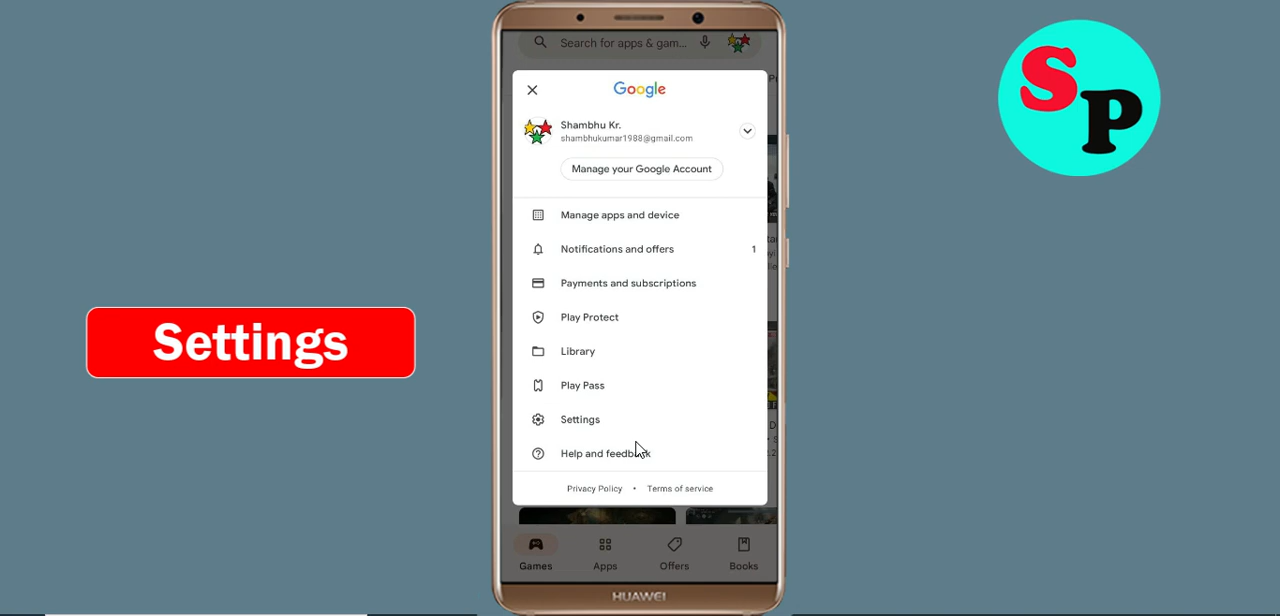 Search for apps & gam...
Google
Shambhu Kr.
shambhukumar1988@gmail.com
Manage your Google Account
Manage apps and device
Notifications and offers 1
Payments and subscriptions
Play Protect
Library
Play Pass
Settings
Help and feedback
Privacy Policy • Terms of service
Games Apps Offers Books
HUAWEI
Settings
SP